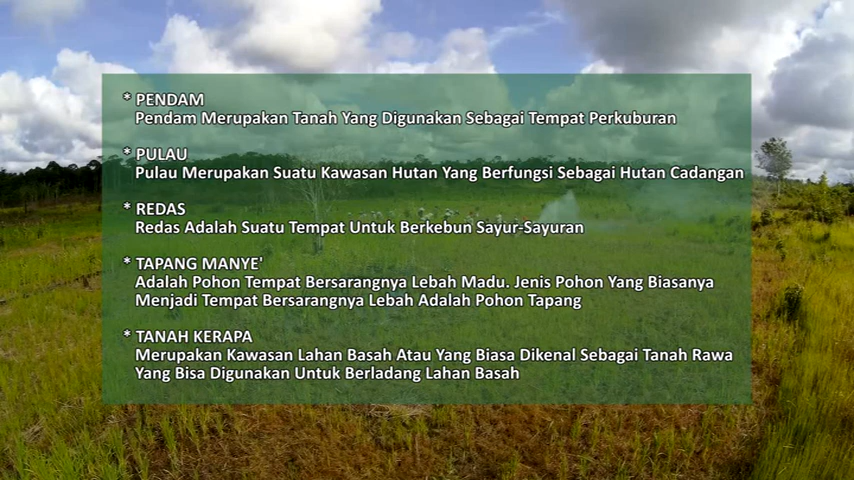 * PENDAM
Pendam Merupakan Tanah Yang Digunakan Sebagai Tempat Perkuburan
* PULAU
Pulau Merupakan Suatu Kawasan Hutan Yang Berfungsi Sebagai Hutan Cadangan
* REDAS
Redas Adalah Suatu Tempat Untuk Berkebun Sayur-Sayuran
* TAPANG MANYE'
Adalah Pohon Tempat Bersarangnya Lebah Madu. Jenis Pohon Yang Biasanya
Menjadi Tempat Bersarangnya Lebah Adalah Pohon Tapang
* TANAH KERAPA
Merupakan Kawasan Lahan Basah Atau Yang Biasa Dikenal Sebagai Tanah Rawa
Yang Bisa Digunakan Untuk Berladang Lahan Basah